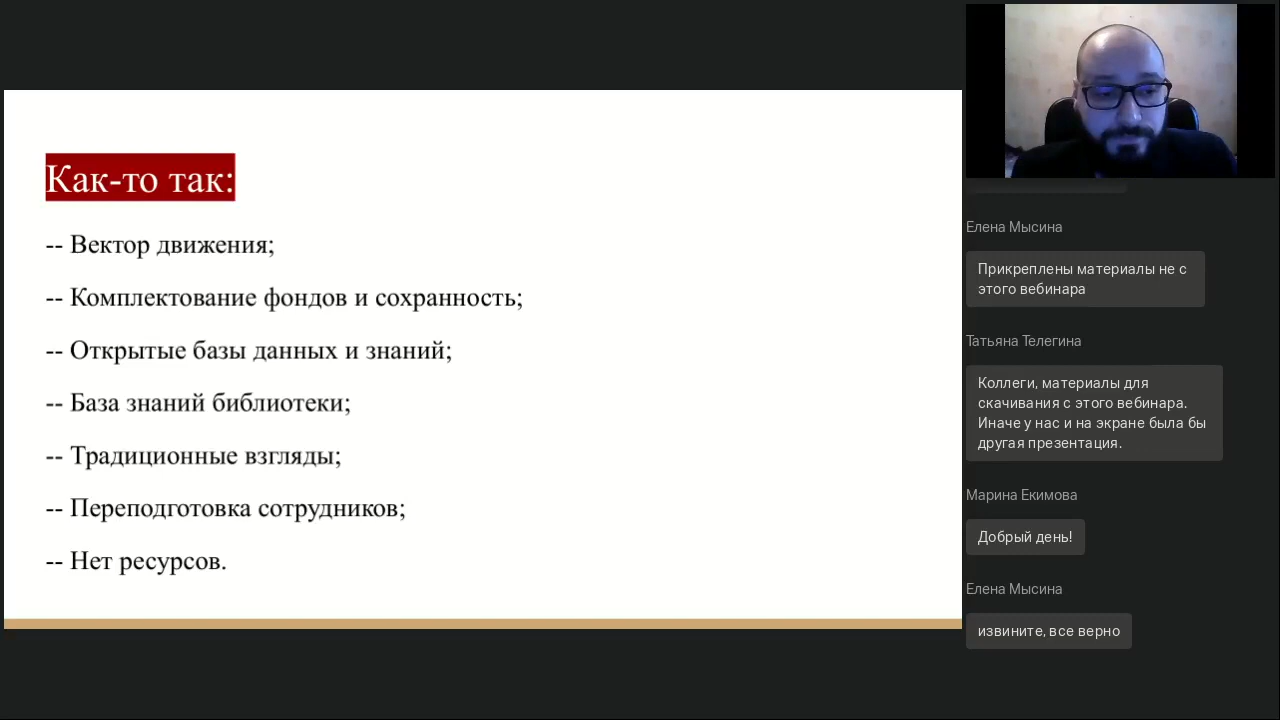 Как-то так:
-- Вектор движения;
-- Комплектование фондов и сохранность;
-- Открытые базы данных и знаний;
-- База знаний библиотеки;
-- Традиционные взгляды;
-- Переподготовка сотрудников;
-- Нет ресурсов.
Елена Мысина
Прикреплены материалы не с
этого вебинара
Татьяна Телегина
Коллеги, материалы для
скачивания с этого вебинара.
Иначе у нас и на экране была бы
другая презентация.
Марина Екимова
Добрый день!
Елена Мысина
извините, все верно